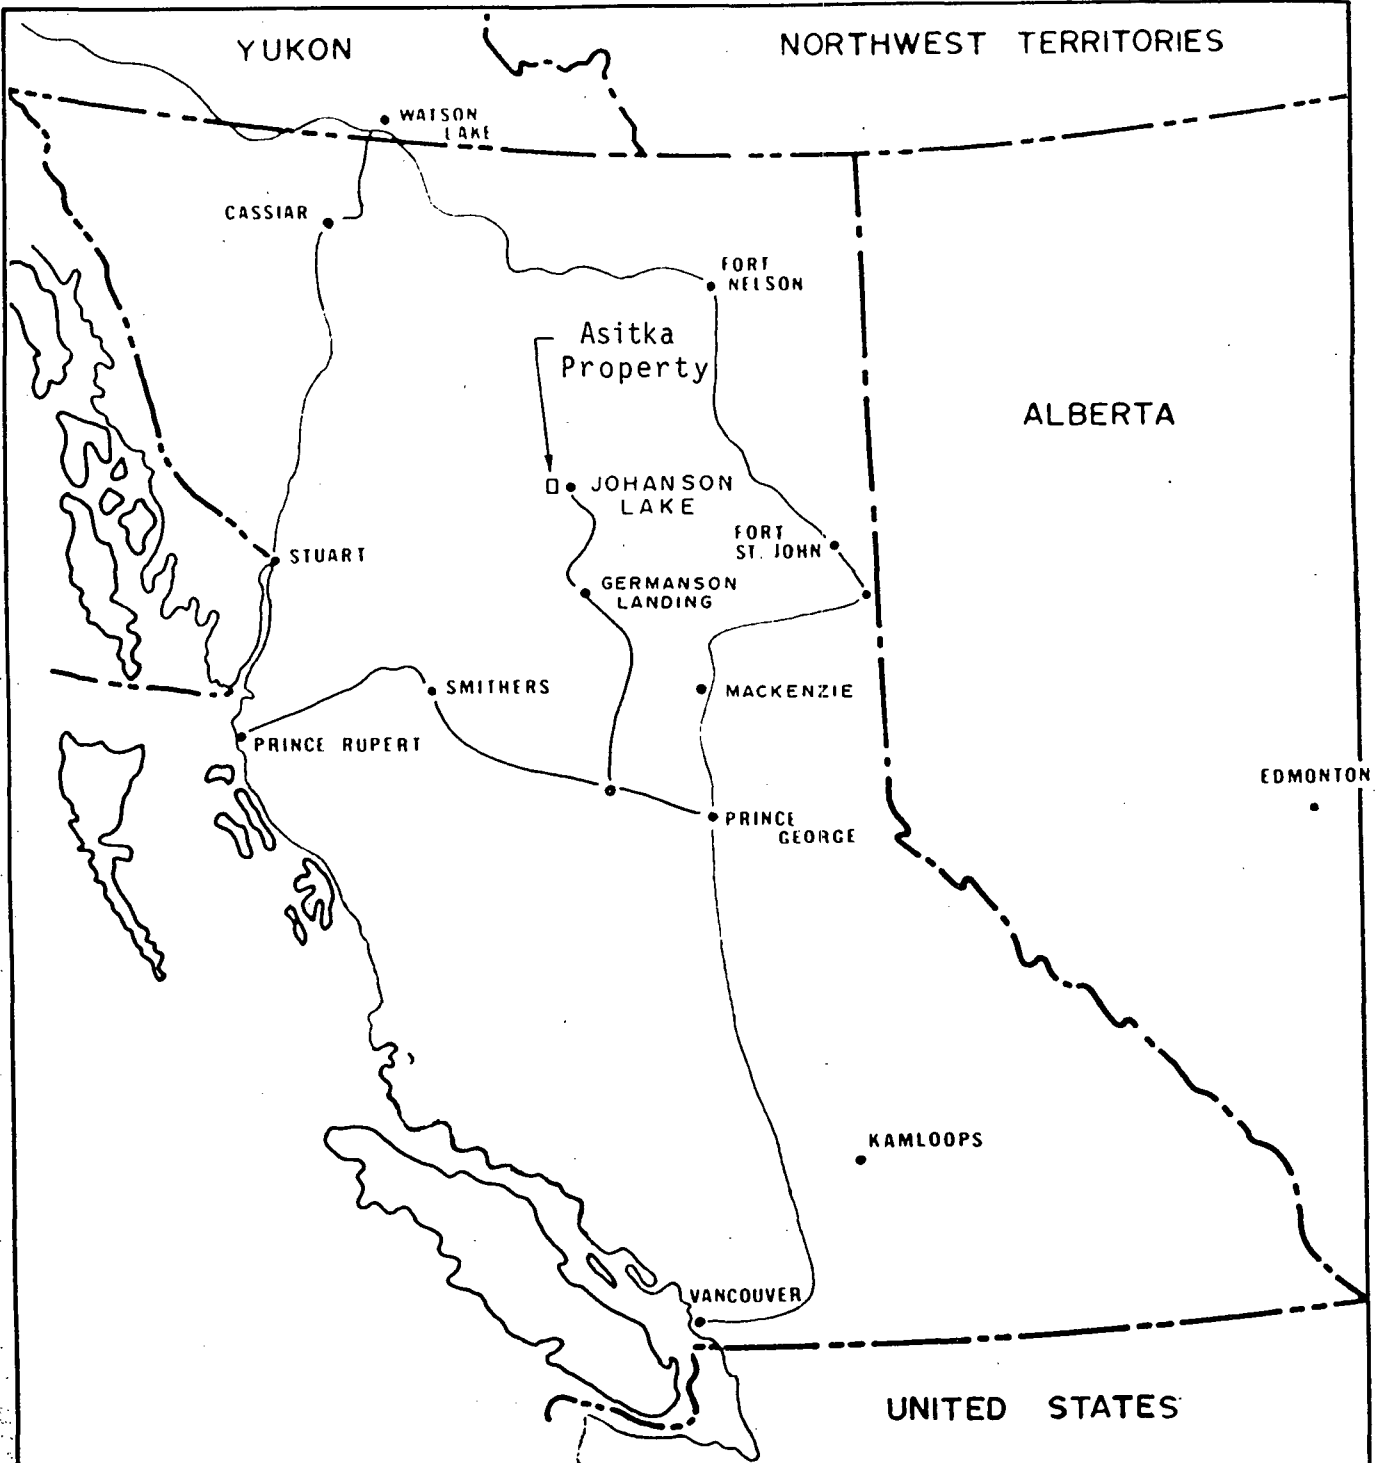 YUKON
NORTHWEST TERRITORIES
WATSON
LAKE
CASSIAR
FORT
NELSON
Asitka
Property
ALBERTA
JOHANSON
LAKE
FORT
ST. JOHN
STUART
GERMANSON
LANDING
SMITHERS
MACKENZIE
PRINCE RUPERT
EDMONTON
PRINCE
GEORGE
KAMLOOPS
VANCOUVER
UNITED STATES